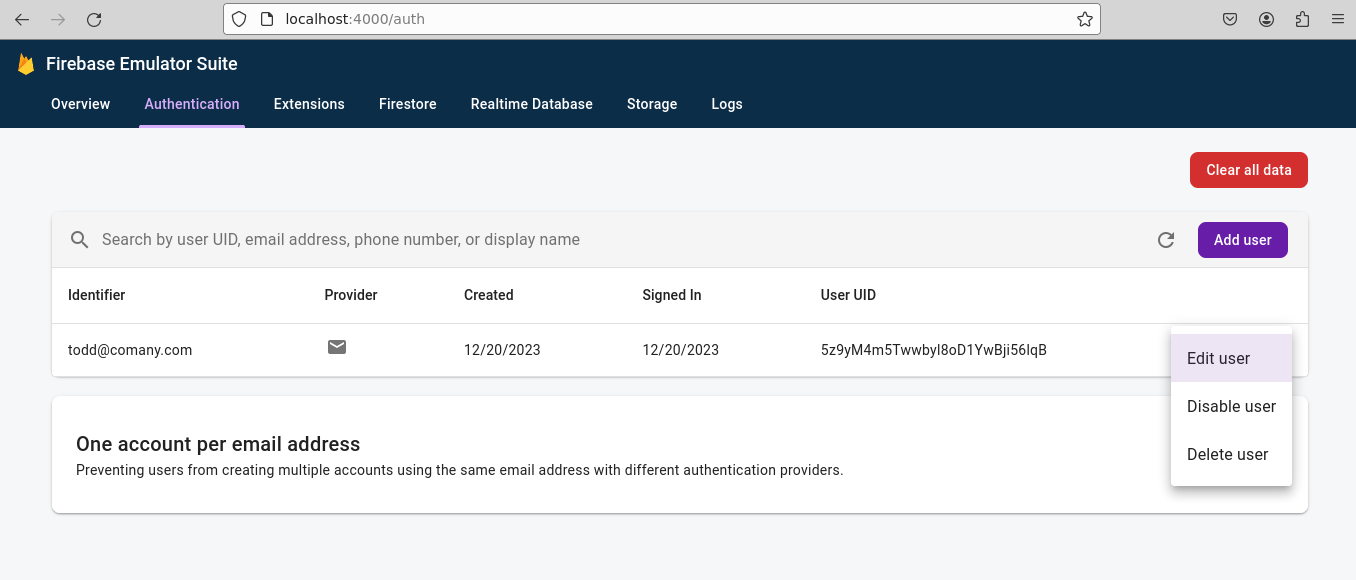 localhost:4000/auth
Firebase Emulator Suite
Overview Authentication Extensions Firestore Realtime Database Storage Logs
Clear all data
Search by user UID, email address, phone number, or display name Add user
Identifier Provider Created Signed In User UID
todd@comany.com 12/20/2023 12/20/2023 5z9yM4m5Twwbyl8oD1YwBji56IqB
Edit user
Disable user
Delete user
One account per email address
Preventing users from creating multiple accounts using the same email address with different authentication providers.